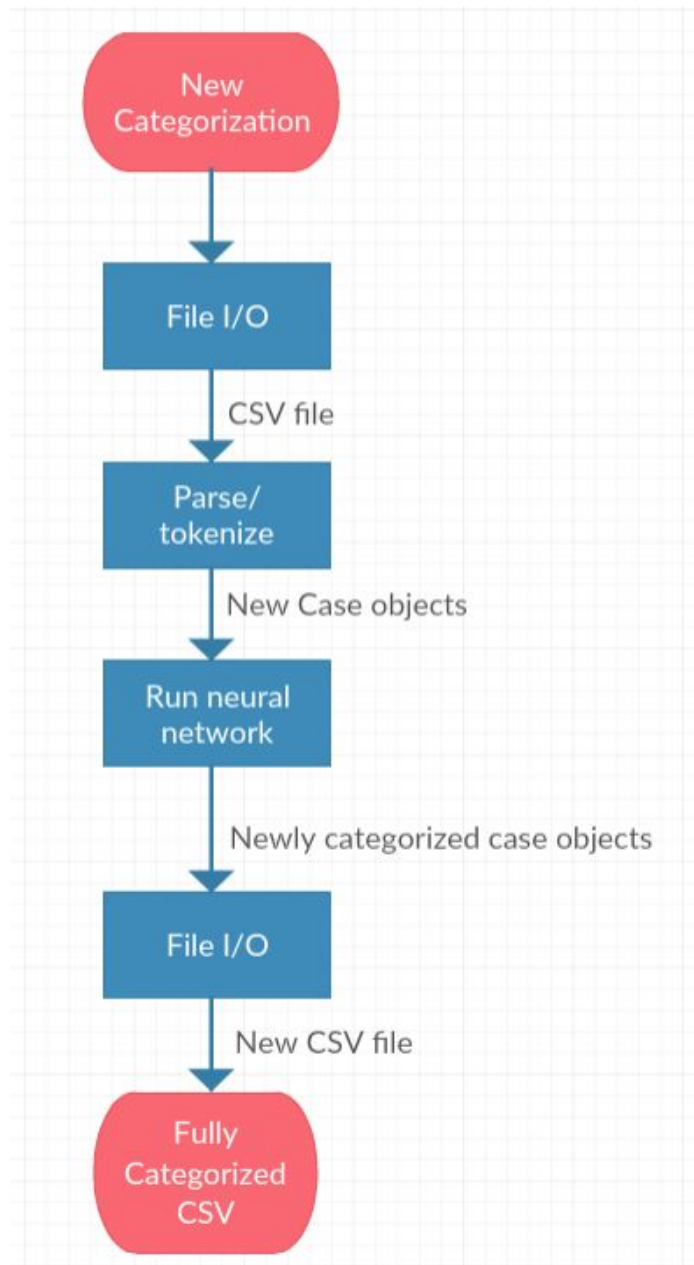 New
Categorization
File I/O
CSV file
Parse/
tokenize
New Case objects
Run neural
network
Newly categorized case objects
File I/O
New CSV file
Fully
Categorized
CSV